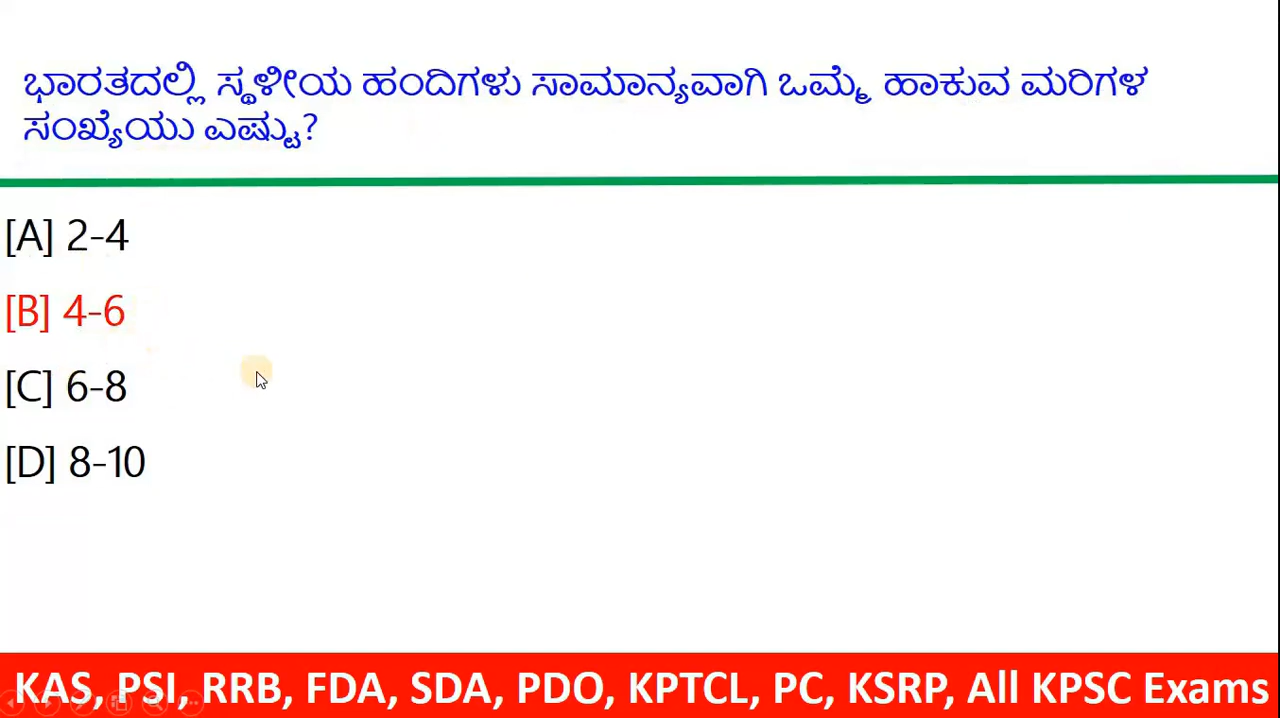 ಭಾರತದಲ್ಲಿ ಸ್ಥಳೀಯ ಹಂದಿಗಳು ಸಾಮಾನ್ಯವಾಗಿ ಒಮ್ಮೆ ಹಾಕುವ ಮರಿಗಳ
ಸಂಖ್ಯೆಯು ಎಷ್ಟು?
[A] 2-4
[B] 4-6
[C] 6-8
[D] 8-10
KAS, PSI, RRB, FDA, SDA, PDO, KPTCL, PC, KSRP, All KPSC Exams